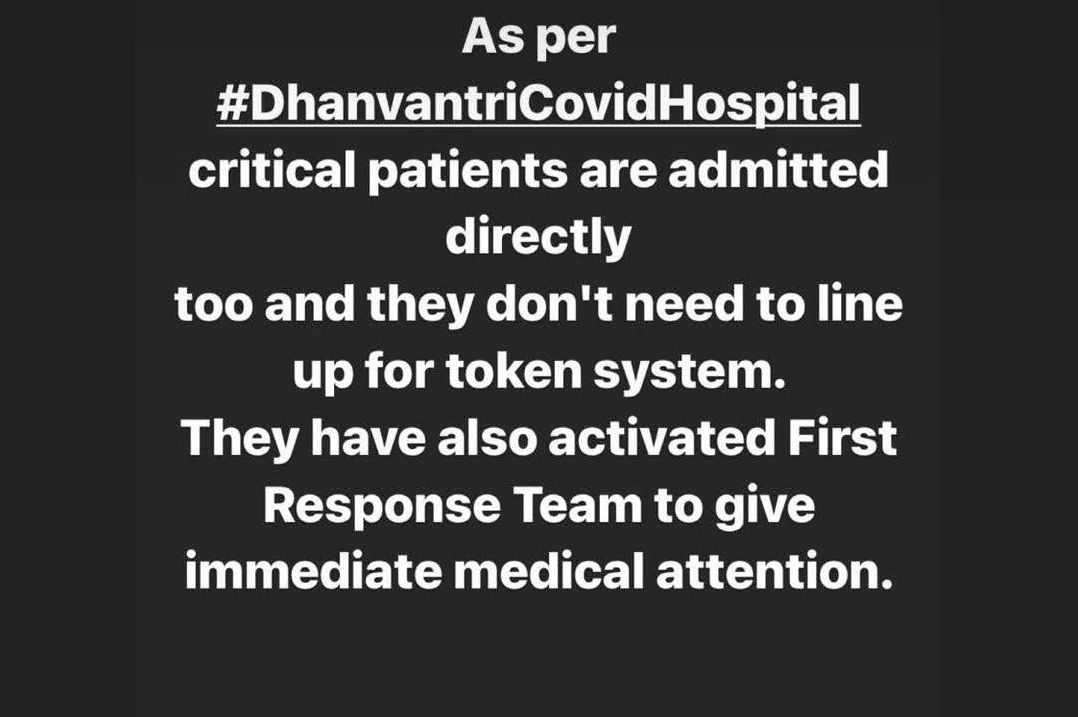 As per
#DhanvantriCovidHospital
critical patients are admitted
directly
too and they don't need to line
up for token system.
They have also activated First
Response Team to give
immediate medical attention.